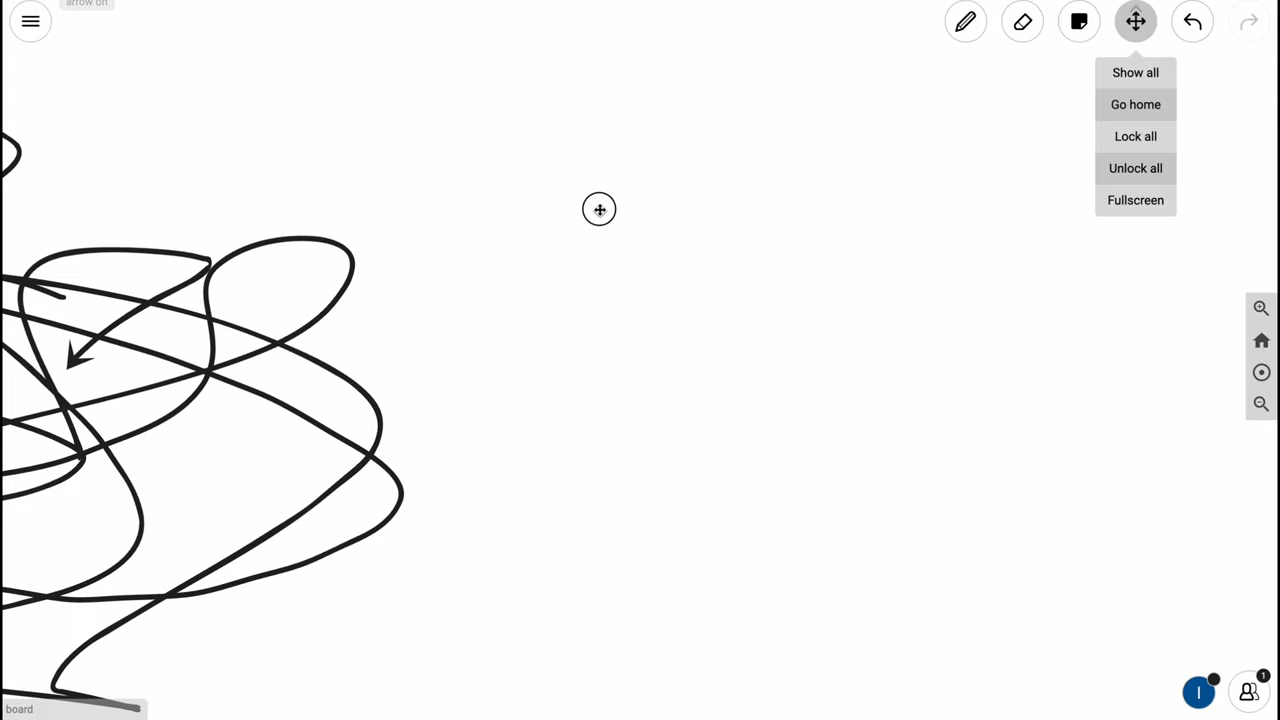 arrow on
Show all
Go home
Lock all
Unlock all
Fullscreen
1
I
board